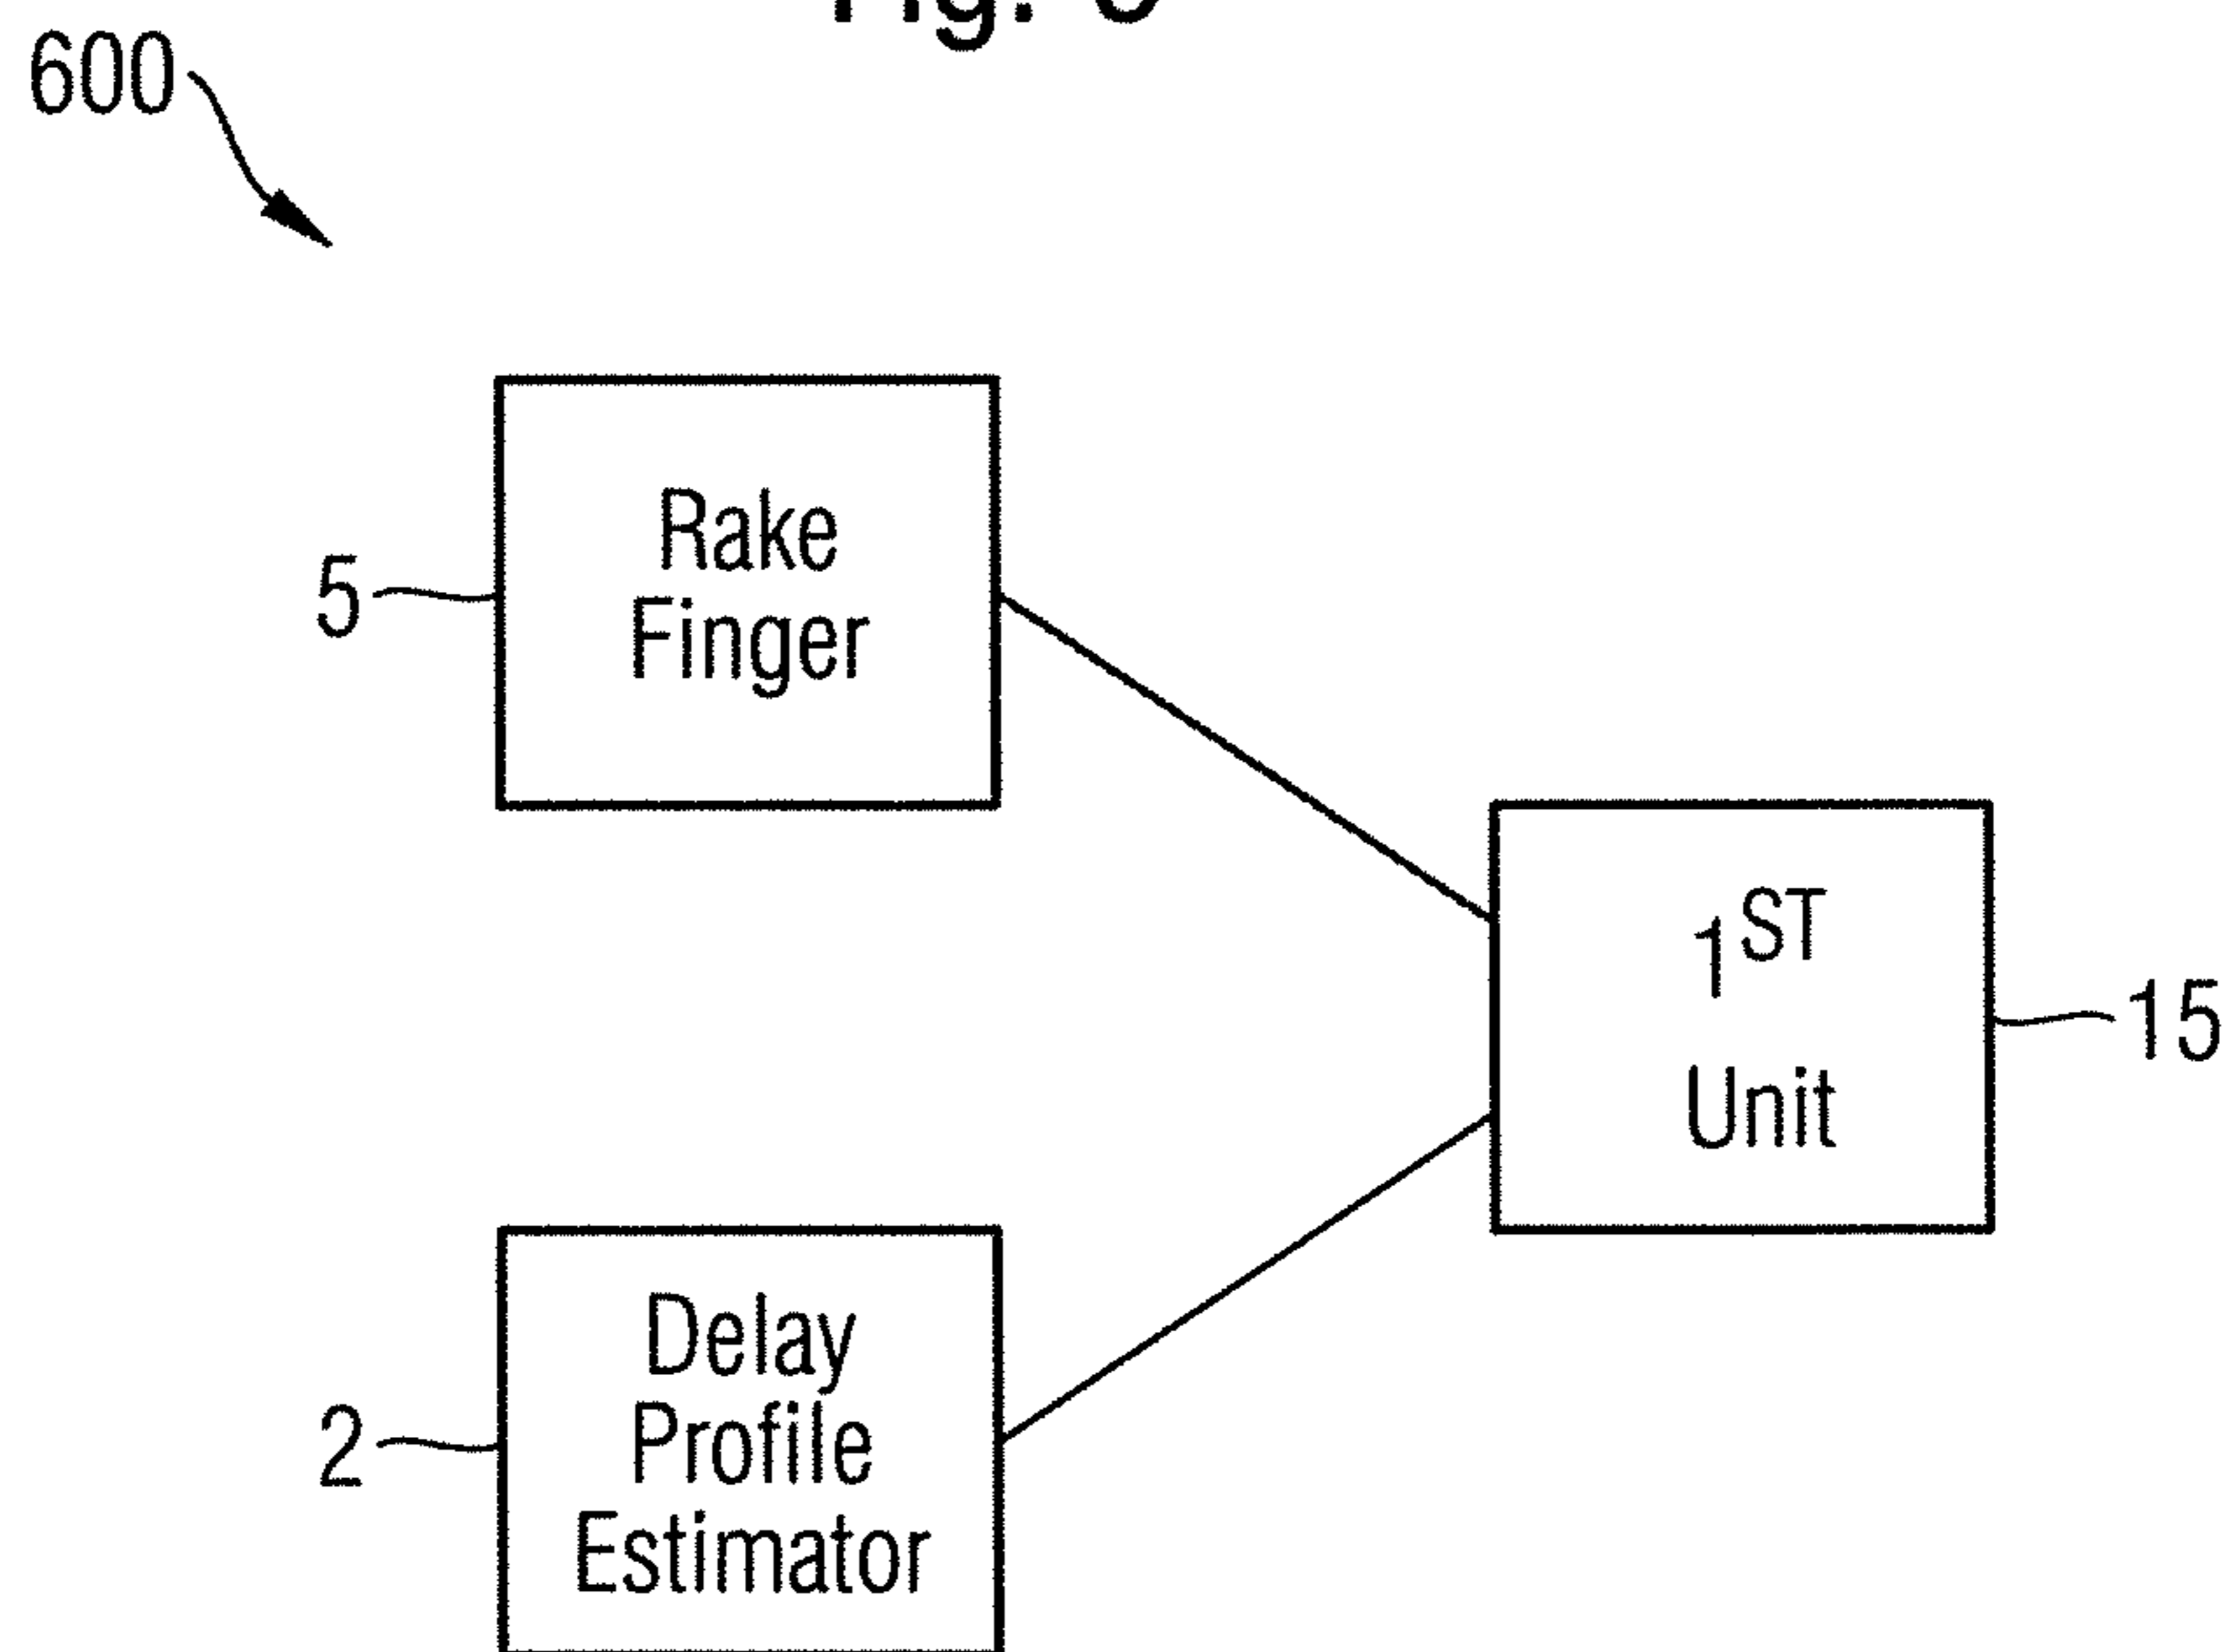 600
Rake
Finger
5
1ST
Unit
15
Delay
Profile
Estimator
2